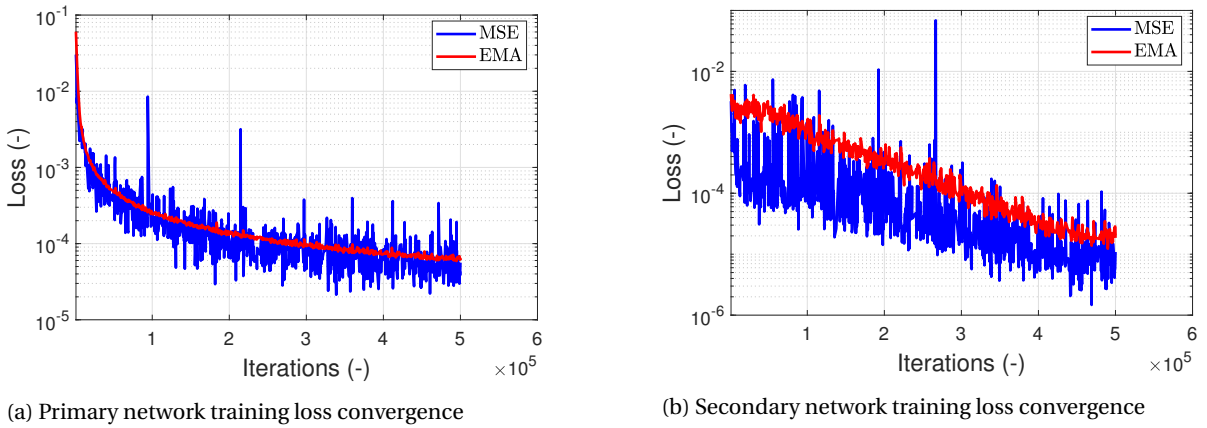 10^-1
10^-2
10^-3
10^-4
10^-5
Loss (-)
MSE
EMA
1 2 3 4 5 6
Iterations (-)
×10^5
(a) Primary network training loss convergence
10^-2
10^-4
10^-6
Loss (-)
MSE
EMA
1 2 3 4 5 6
Iterations (-)
×10^5
(b) Secondary network training loss convergence